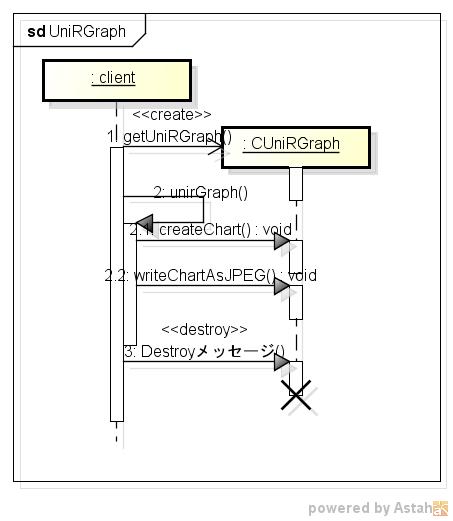 sd UniRGraph
: client
<<create>>
1: getUniRGraph()
: CUniRGraph
2: unirGraph()
2.1: createChart() : void
2.2: writeChartAsJPEG() : void
<<destroy>>
3: Destroyメッセージ()
powered by Astah